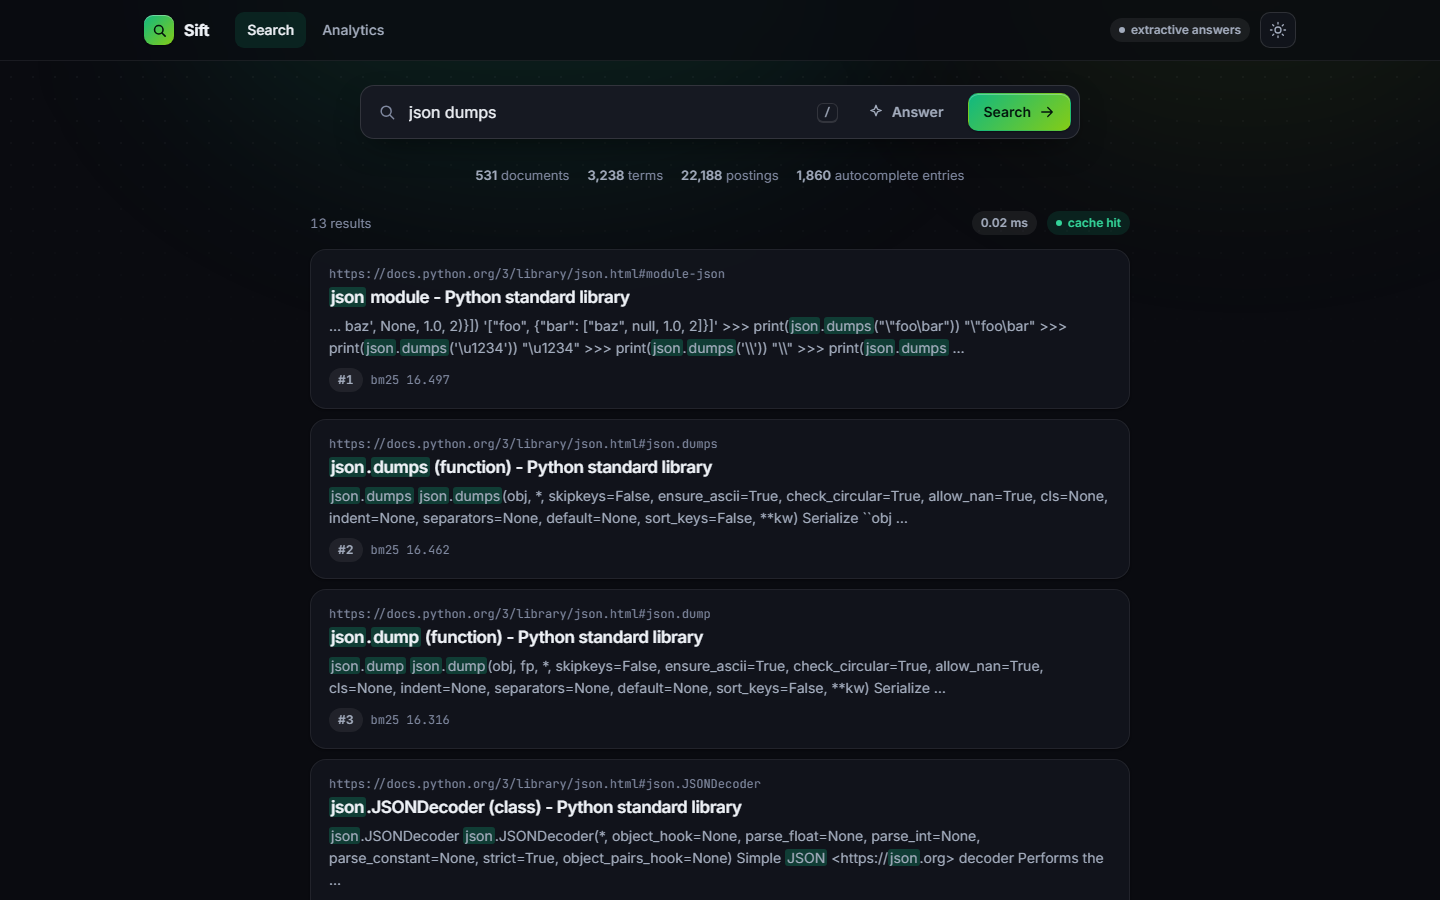 Sift
Search
Analytics
extractive answers
json dumps
/
Answer
Search
531 documents 3,238 terms 22,188 postings 1,860 autocomplete entries
13 results
0.02 ms
cache hit
https://docs.python.org/3/library/json.html#module-json
json module - Python standard library
... baz', None, 1.0, 2)}]) '["foo", {"bar": ["baz", null, 1.0, 2]}]' >>> print(json.dumps("\"foo\bar")) "\"foo\bar" >>>
print(json.dumps('\u1234')) "\u1234" >>> print(json.dumps('\\')) "\\" >>> print(json.dumps ...
#1 bm25 16.497
https://docs.python.org/3/library/json.html#json.dumps
json.dumps (function) - Python standard library
json.dumps json.dumps(obj, *, skipkeys=False, ensure_ascii=True, check_circular=True, allow_nan=True, cls=None,
indent=None, separators=None, default=None, sort_keys=False, **kw) Serialize ``obj ...
#2 bm25 16.462
https://docs.python.org/3/library/json.html#json.dump
json.dump (function) - Python standard library
json.dump json.dump(obj, fp, *, skipkeys=False, ensure_ascii=True, check_circular=True, allow_nan=True,
cls=None, indent=None, separators=None, default=None, sort_keys=False, **kw) Serialize ...
#3 bm25 16.316
https://docs.python.org/3/library/json.html#json.JSONDecoder
json.JSONDecoder (class) - Python standard library
json.JSONDecoder json.JSONDecoder(*, object_hook=None, parse_float=None, parse_int=None,
parse_constant=None, strict=True, object_pairs_hook=None) Simple JSON <https://json.org> decoder Performs the
...